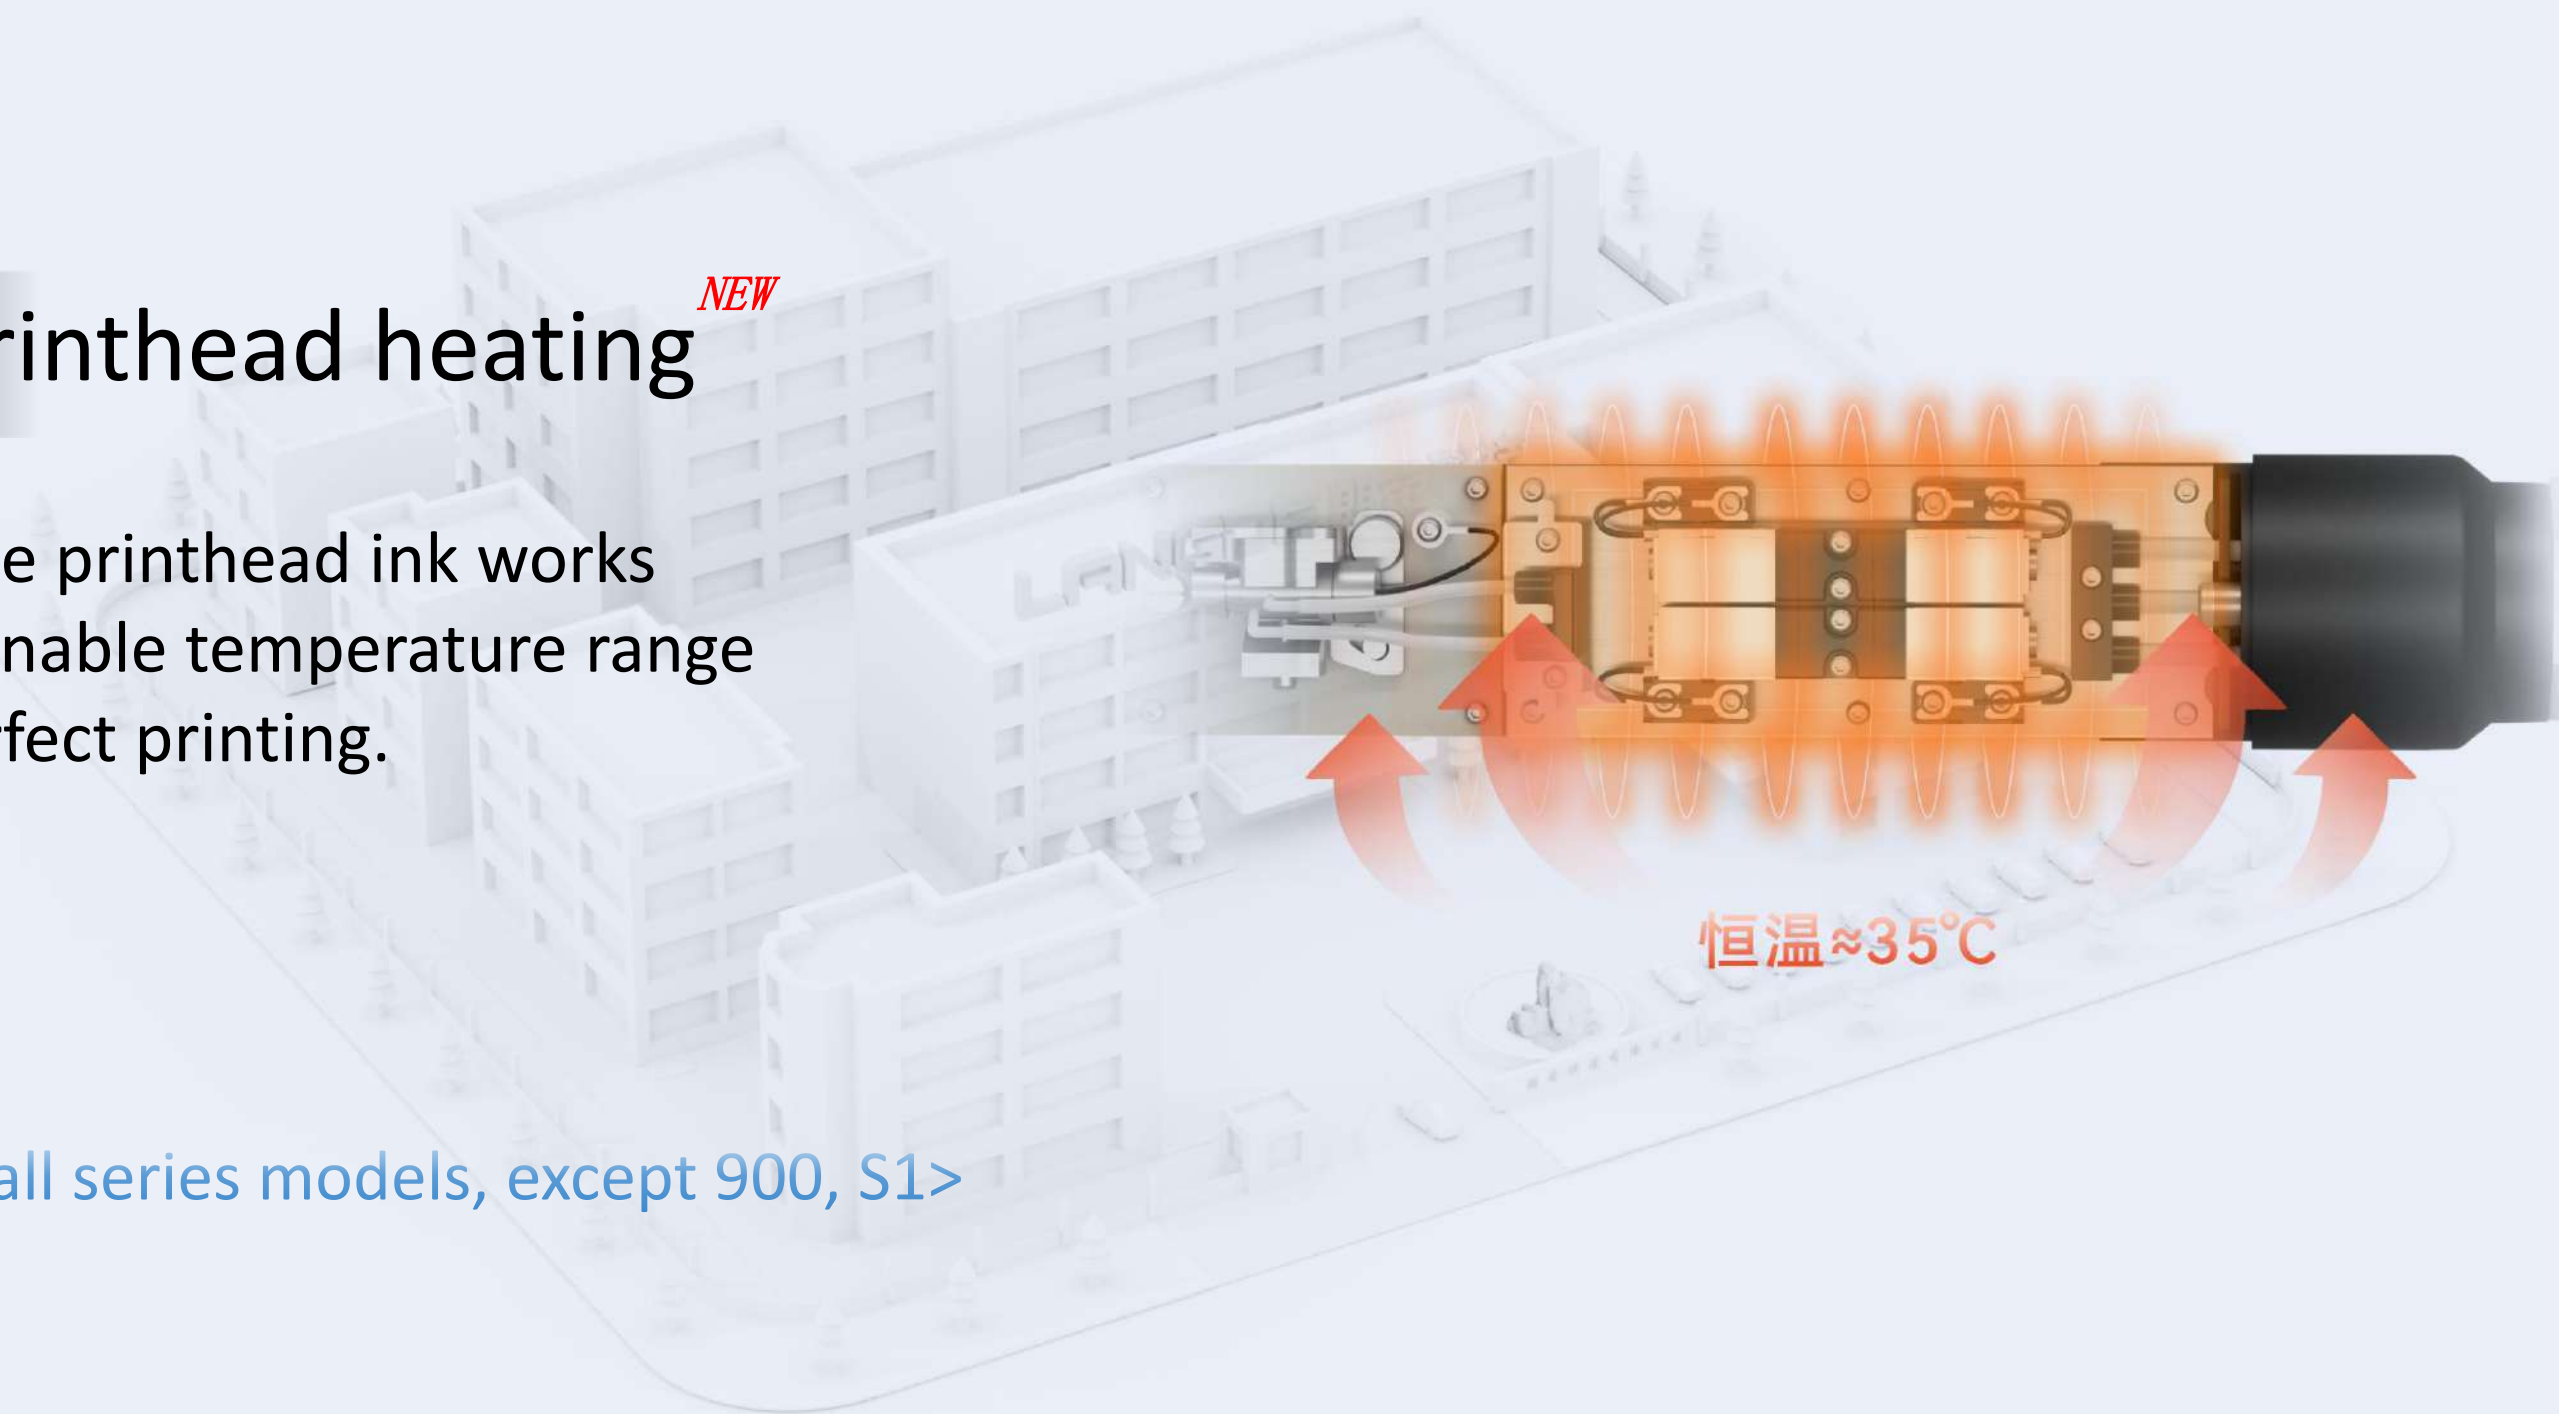 rinthead heating NEW
e printhead ink works
nable temperature range
rfect printing.
恒温≈35℃
all series models, except 900, S1>